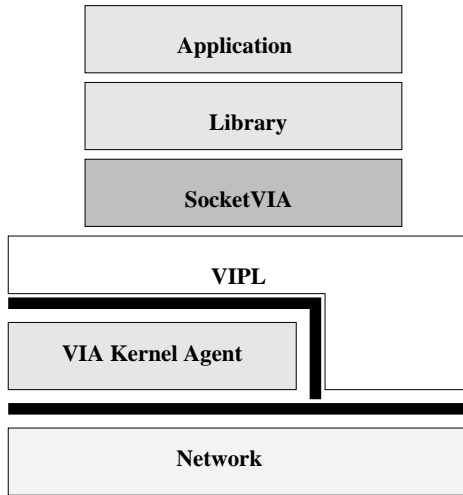 Application
Library
SocketVIA
VIPL
VIA Kernel Agent
Network